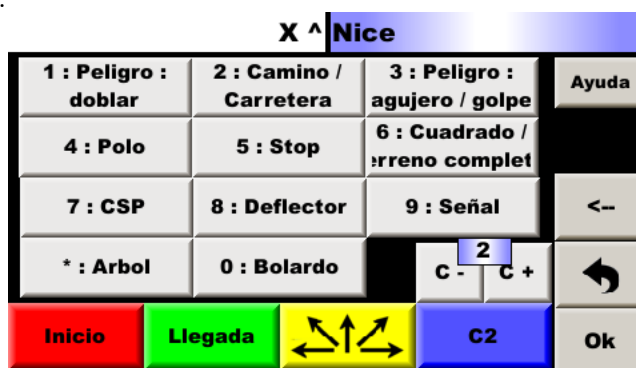 .
X ^ Nice
1 : Peligro :
doblar
2 : Camino /
Carretera
3 : Peligro :
agujero / golpe
Ayuda
4 : Polo
5 : Stop
6 : Cuadrado /
erreno complet
7 : CSP
8 : Deflector
9 : Señal
<--
* : Arbol
0 : Bolardo
2
C -
C +
Inicio
Llegada
C2
Ok